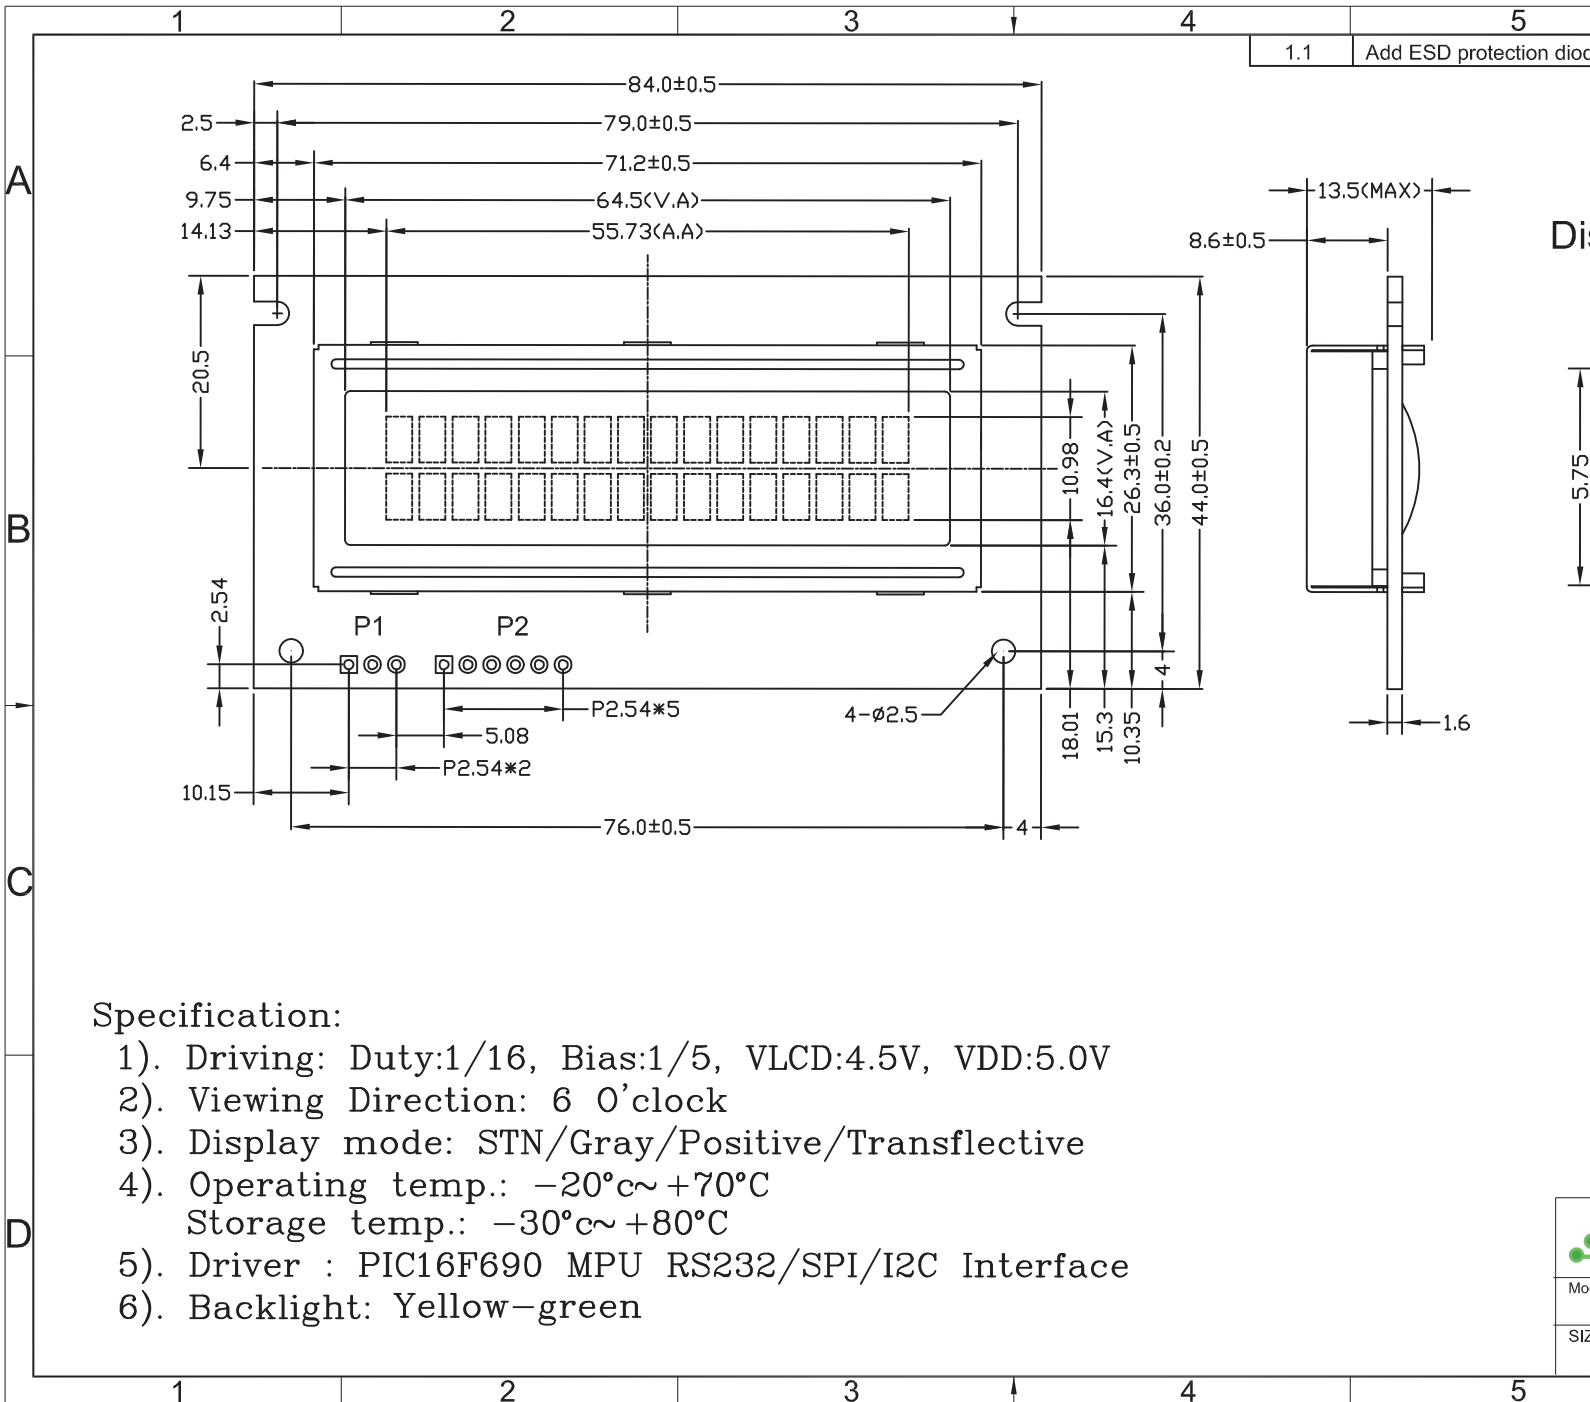 1 2 3 4 5
1.1 Add ESD protection
84.0±0.5
2.5 79.0±0.5
6.4 71.2±0.5
A
9.75 64.5(V.A)
14.13 55.73(A.A)
13.5(MAX)
8.6±0.5
20.5
10.98
16.4(V.A)
26.3±0.5
36.0±0.2
44.0±0.5
5.75
B
2.54
P1 P2
4
P2.54*5
4-ø2.5
18.01
15.3
10.35
1.6
5.08
P2.54*2
10.15
76.0±0.5
4
C
Specification:
1). Driving: Duty:1/16, Bias:1/5, VLCD:4.5V, VDD:5.0V
2). Viewing Direction: 6 O'clock
3). Display mode: STN/Gray/Positive/Transflective
4). Operating temp.: -20°c~+70°C
Storage temp.: -30°c~+80°C
D
5). Driver : PIC16F690 MPU RS232/SPI/I2C Interface
6). Backlight: Yellow-green
1 2 3 4 5